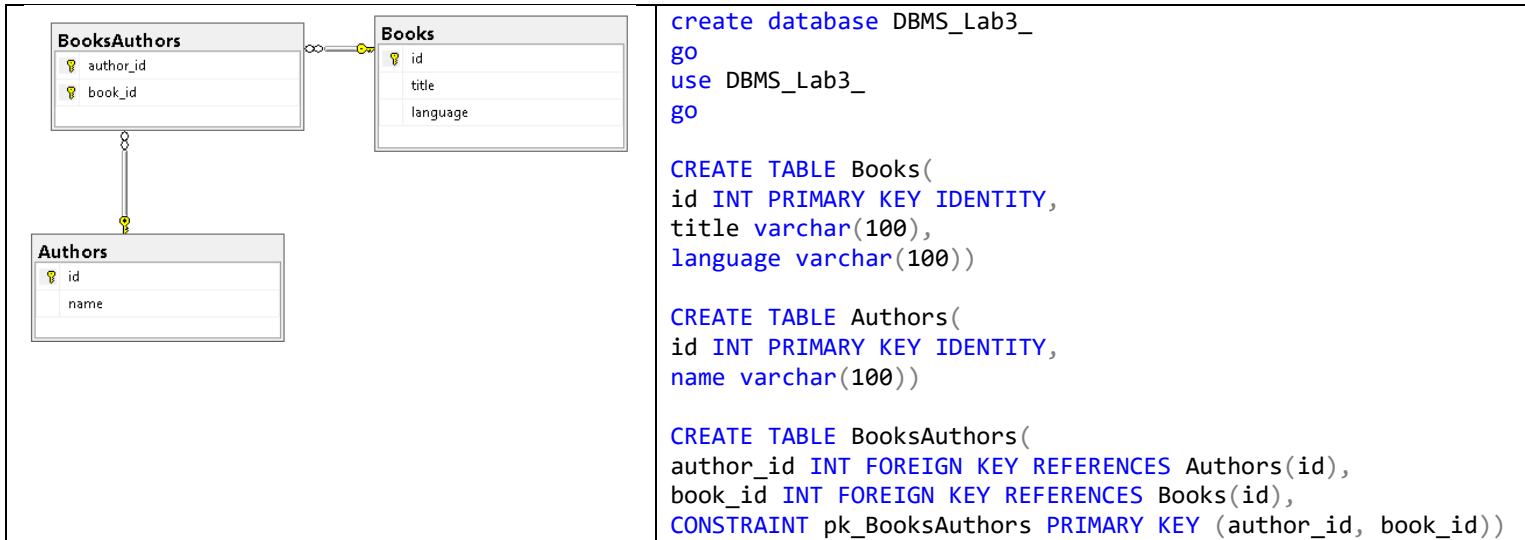 BooksAuthors
author_id
book_id
Books
id
title
language
Authors
id
name
create database DBMS_Lab3_
go
use DBMS_Lab3_
go
CREATE TABLE Books(
id INT PRIMARY KEY IDENTITY,
title varchar(100),
language varchar(100))
CREATE TABLE Authors(
id INT PRIMARY KEY IDENTITY,
name varchar(100))
CREATE TABLE BooksAuthors(
author_id INT FOREIGN KEY REFERENCES Authors(id),
book_id INT FOREIGN KEY REFERENCES Books(id),
CONSTRAINT pk_BooksAuthors PRIMARY KEY (author_id, book_id))